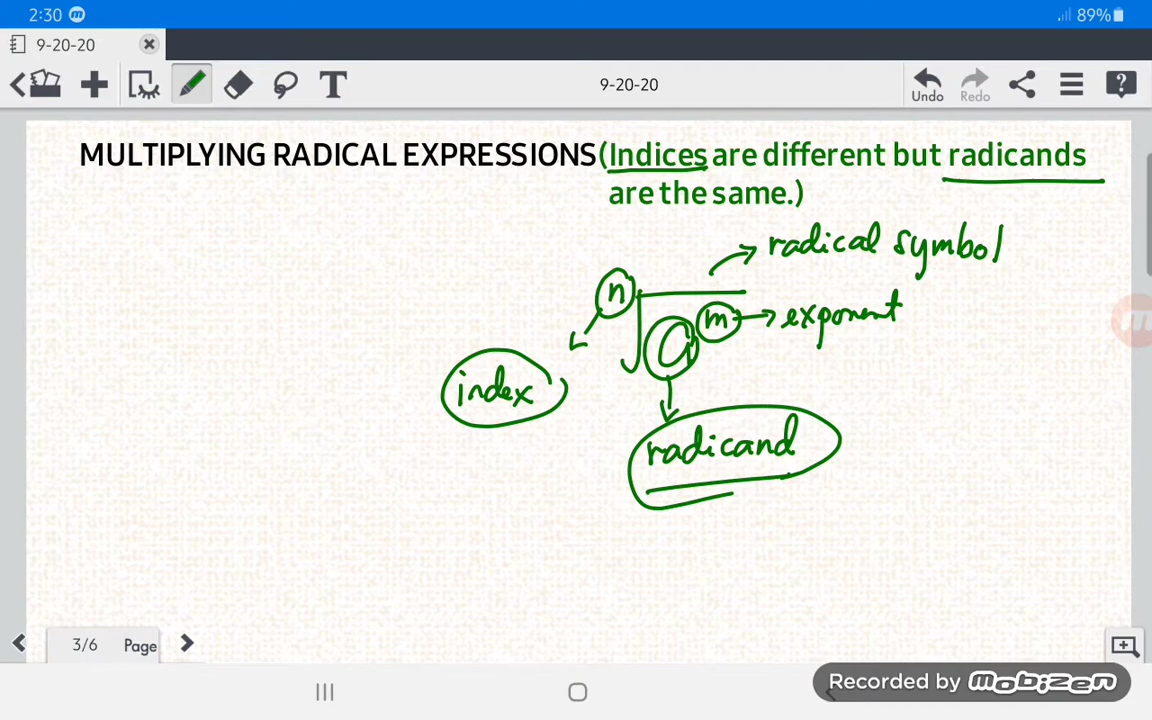 2:30
89%
9-20-20
9-20-20
Undo
Redo
MULTIPLYING RADICAL EXPRESSIONS(Indices are different but radicands
are the same.)
radical symbol
n
a m exponent
index
radicand
3/6 Page
Recorded by mobizen